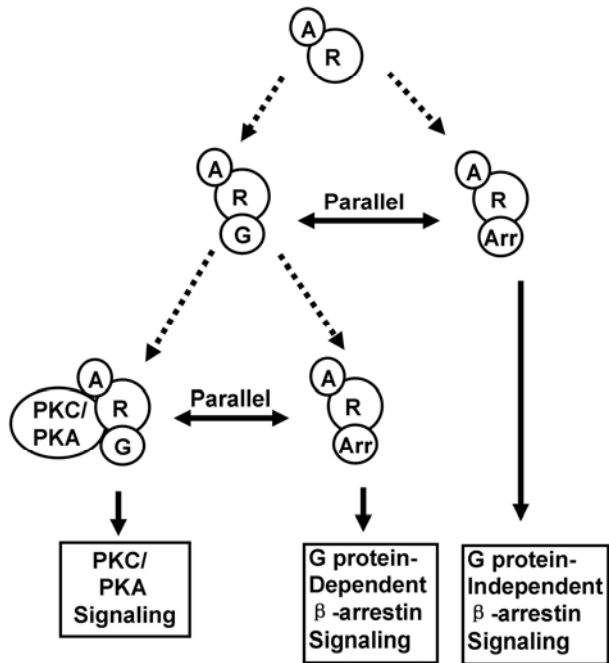 A
R
A
R
G
Parallel
A
R
Arr
PKC/
PKA
A
R
G
Parallel
A
R
Arr
PKC/
PKA
Signaling
G protein-
Dependent
β-arrestin
Signaling
G protein-
Independent
β-arrestin
Signaling